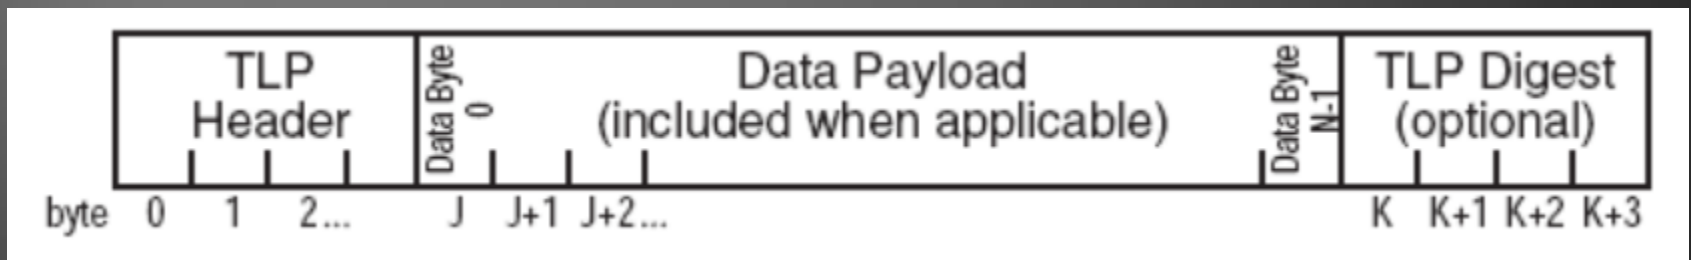 TLP
Header
Data Byte
0
Data Payload
(included when applicable)
Data Byte
N-1
TLP Digest
(optional)
byte 0 1 2... J J+1 J+2... K K+1 K+2 K+3